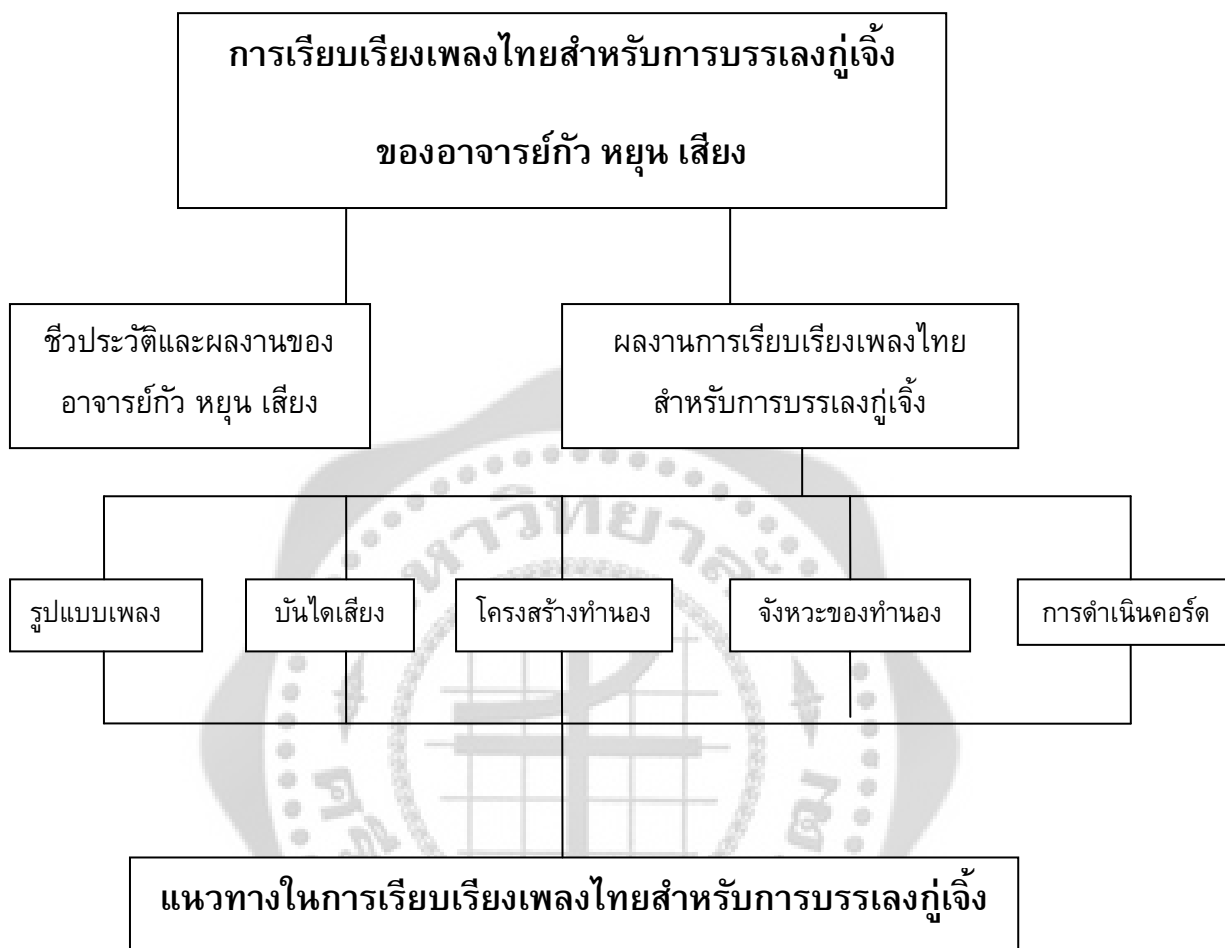 การเรียบเรียงเพลงไทยสำหรับการบรรเลงกู่เจิ้ง
ของอาจารย์กัว หยุน เสียง
ชีวประวัติและผลงานของ
อาจารย์กัว หยุน เสียง
ผลงานการเรียบเรียงเพลงไทย
สำหรับการบรรเลงกู่เจิ้ง
รูปแบบเพลง
บันไดเสียง
โครงสร้างทำนอง
จังหวะของทำนอง
การดำเนินคอร์ด
แนวทางในการเรียบเรียงเพลงไทยสำหรับการบรรเลงกู่เจิ้ง